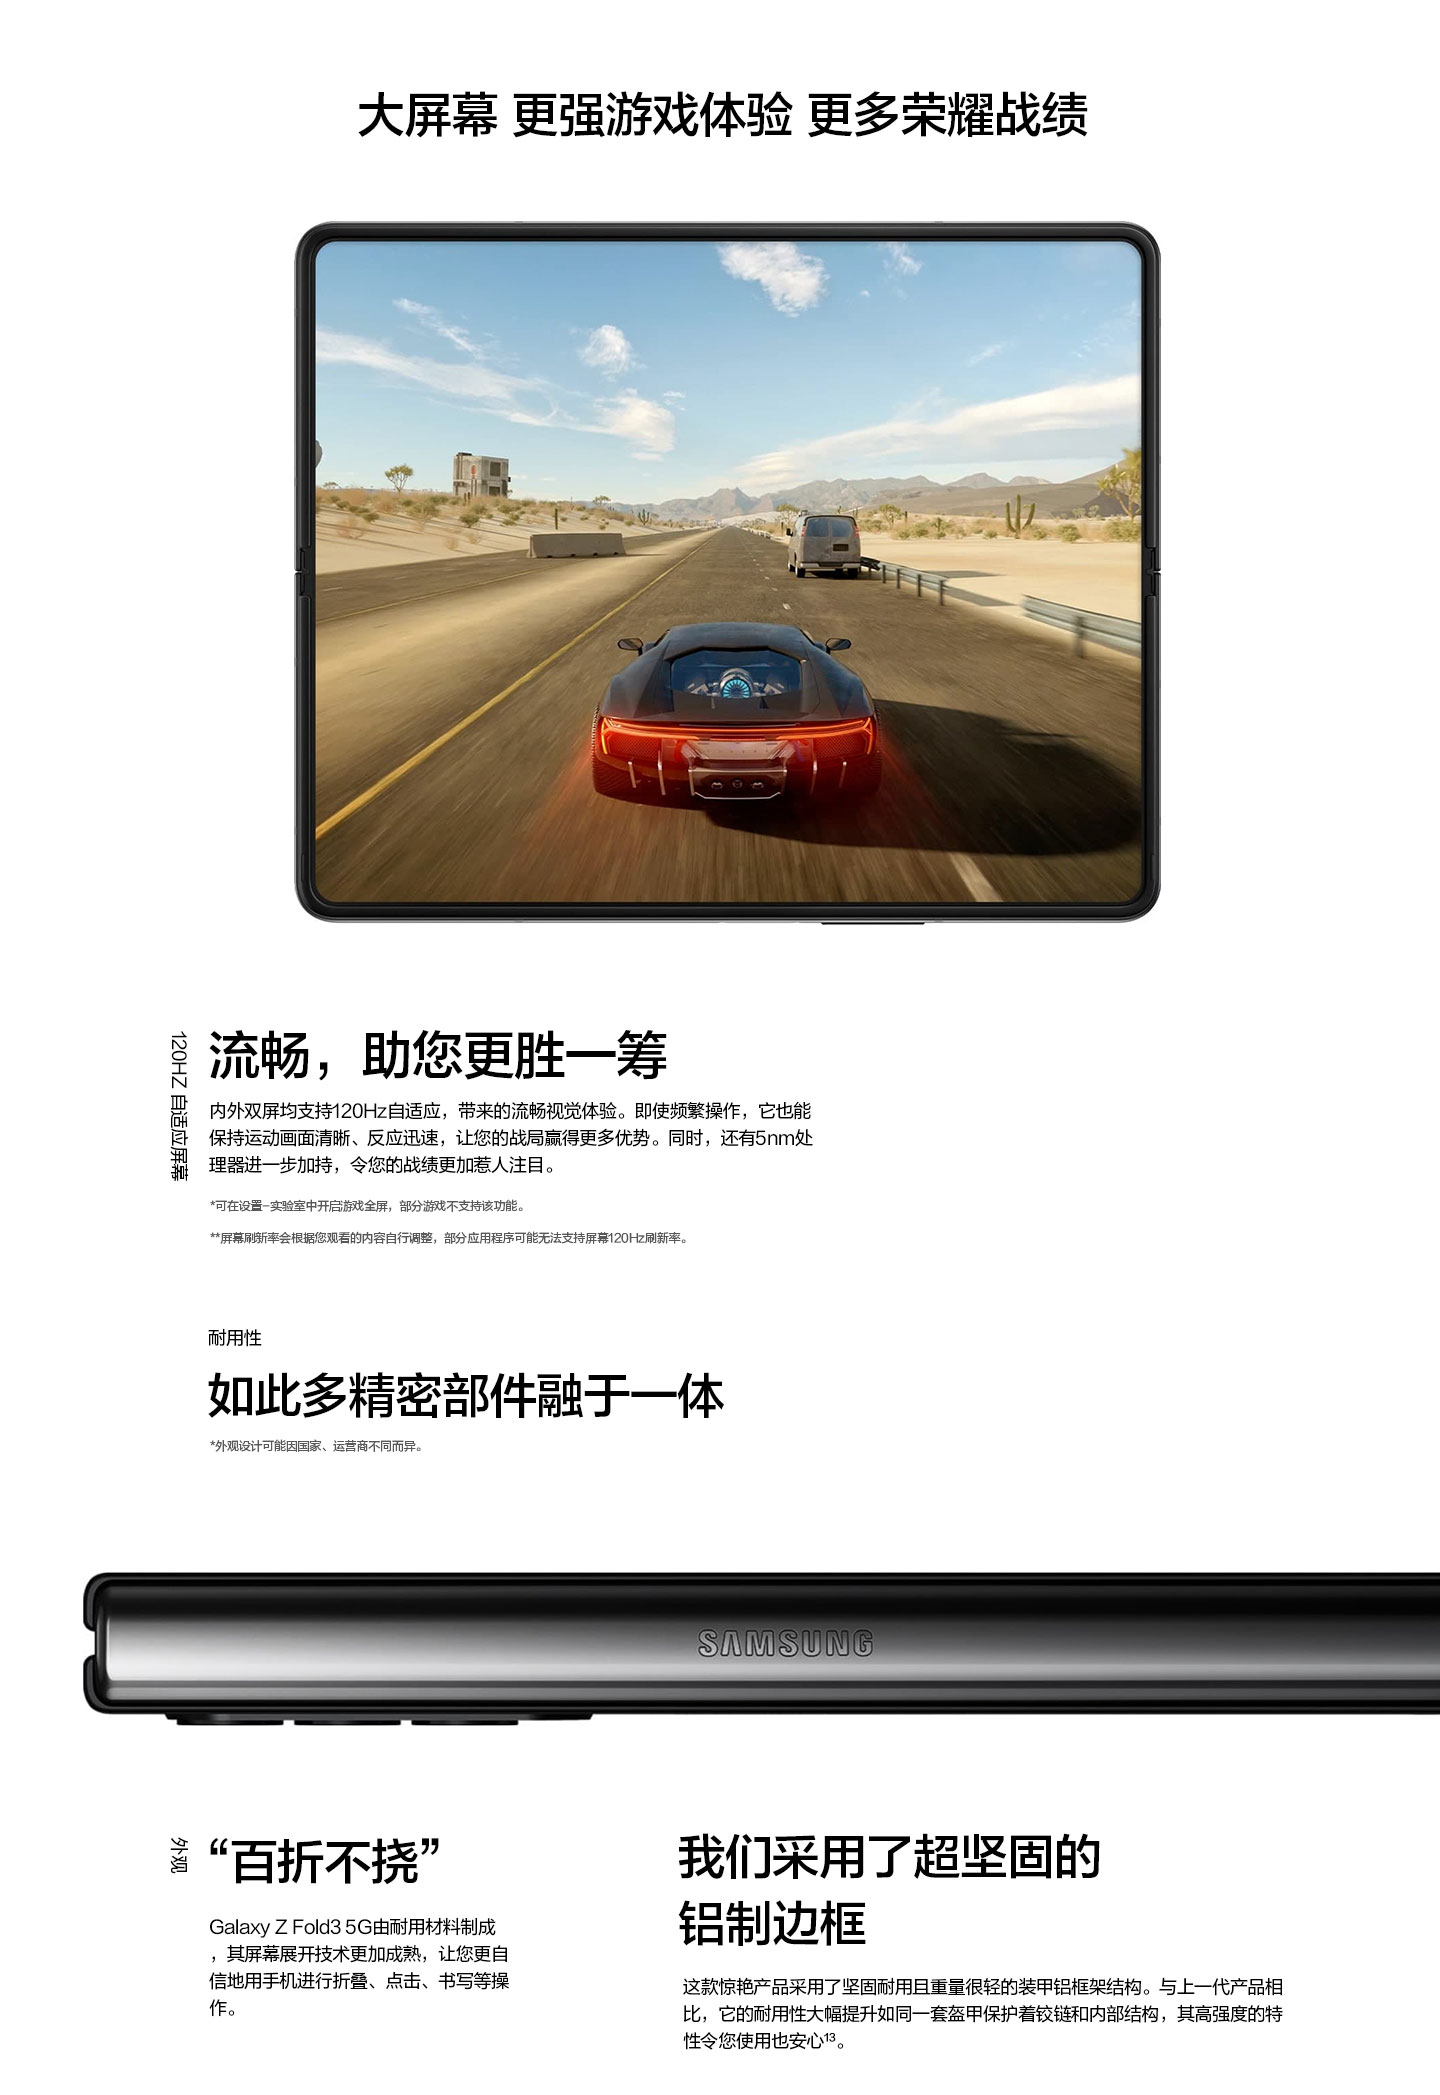 大屏幕 更强游戏体验 更多荣耀战绩
120HZ 自适应屏幕
流畅，助您更胜一筹
内外双屏均支持120Hz自适应，带来的流畅视觉体验。即使频繁操作，它也能
保持运动画面清晰、反应迅速，让您的战局赢得更多优势。同时，还有5nm处
理器进一步加持，令您的战绩更加惹人注目。
*可在设置-实验室中开启游戏全屏，部分游戏不支持该功能。
**屏幕刷新率会根据您观看的内容自行调整，部分应用程序可能无法支持屏幕120Hz刷新率。
耐用性
如此多精密部件融于一体
*外观设计可能因国家、运营商不同而异。
SAMSUNG
外观
“百折不挠”
Galaxy Z Fold3 5G由耐用材料制成
，其屏幕展开技术更加成熟，让您更自
信地用手机进行折叠、点击、书写等操
作。
我们采用了超坚固的
铝制边框
这款惊艳产品采用了坚固耐用且重量很轻的装甲铝框架结构。与上一代产品相
比，它的耐用性大幅提升如同一套盔甲保护着铰链和内部结构，其高强度的特
性令您使用也安心¹³。